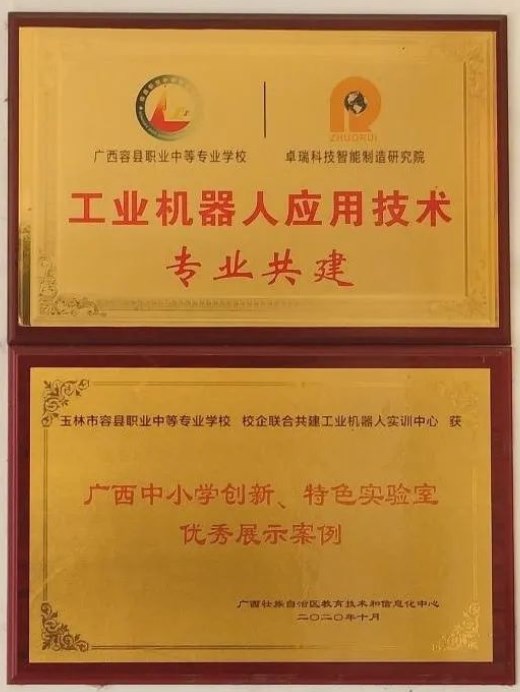 ZHUORUI
广西容县职业中等专业学校 卓瑞科技智能制造研究院
工业机器人应用技术
专业共建
玉林市容县职业中等专业学校 校企联合共建工业机器人实训中心 获
广西中小学创新、特色实验室
优秀展示案例
广西壮族自治区教育技术和信息化中心
二〇二〇年十月